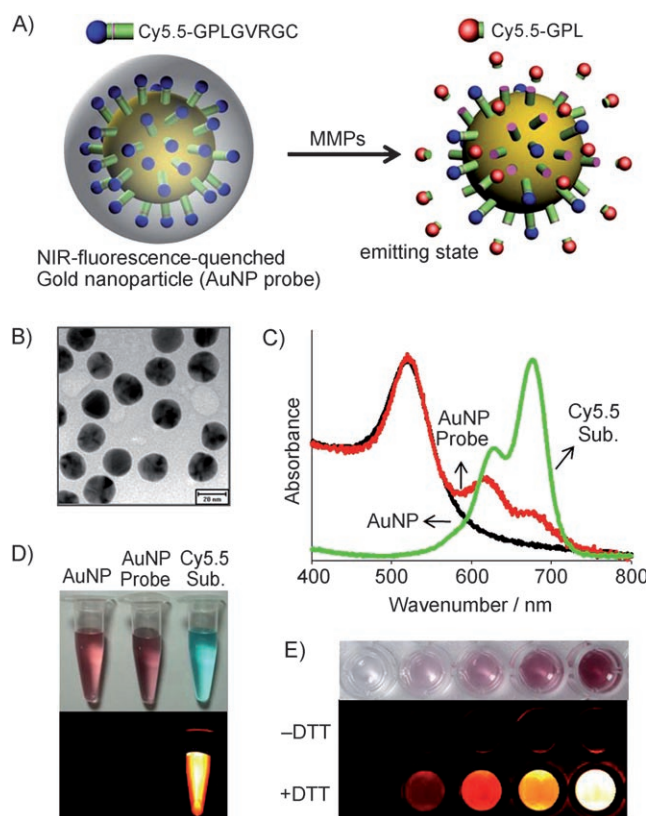 A)
Cy5.5-GPLGVRGC
Cy5.5-GPL
MMPs
NIR-fluorescence-quenched
Gold nanoparticle (AuNP probe)
emitting state
B)
20 nm
C)
Absorbance
AuNP
Probe
Cy5.5
Sub.
AuNP
400 500 600 700 800
Wavenumber / nm
D)
AuNP
AuNP
Probe
Cy5.5
Sub.
E)
–DTT
+DTT